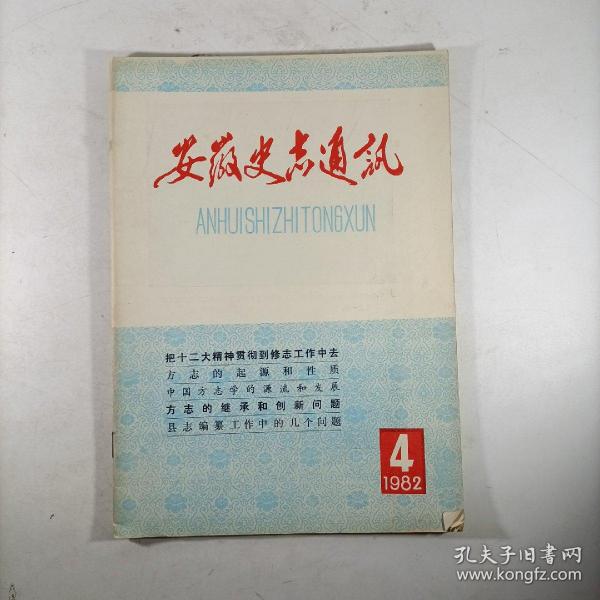 安徽史志通訊
ANHUISHIZHITONGXUN
把十二大精神贯彻到修志工作中去
方志的起源和性质
中国方志学的源流和发展
方志的继承和创新问题
县志编纂工作中的几个问题
4
1982
孔夫子旧书网
www.kongfz.com